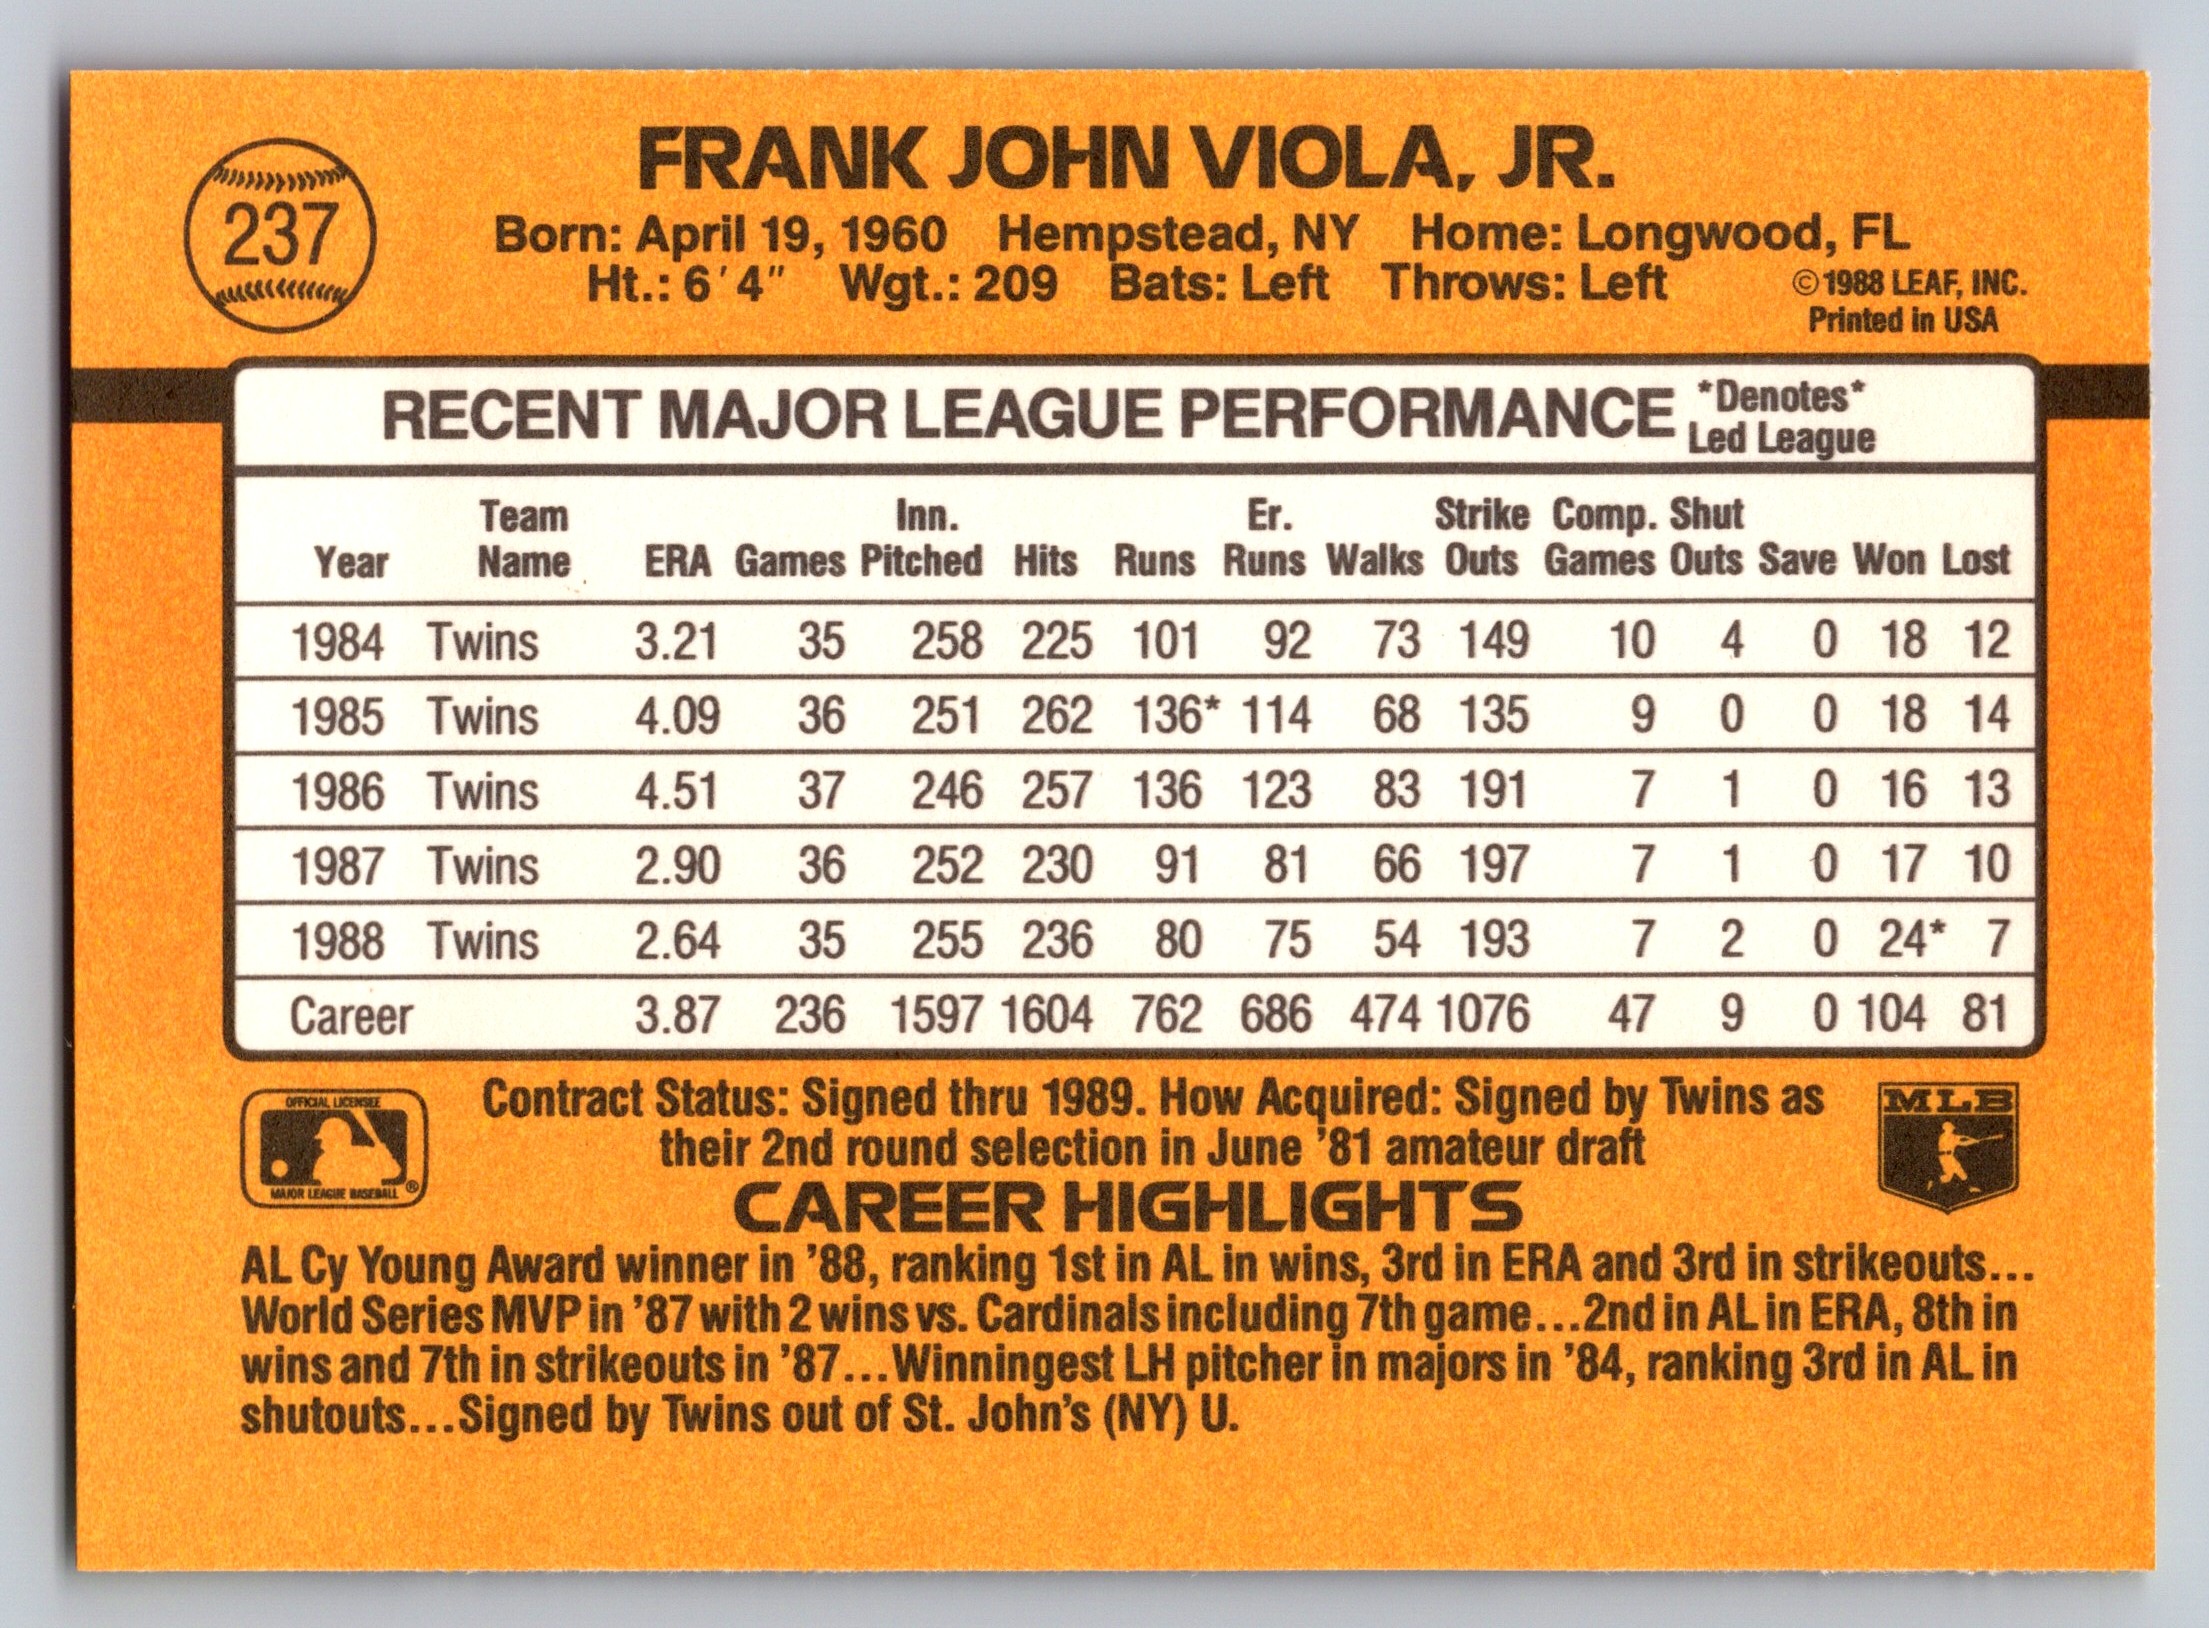 FRANK JOHN VIOLA, JR.
237
Born: April 19, 1960 Hempstead, NY Home: Longwood, FL
Ht.: 6'4" Wgt.: 209 Bats: Left Throws: Left
©1988 LEAF, INC.
Printed in USA
RECENT MAJOR LEAGUE PERFORMANCE *Denotes*
Led League
Team Inn. Er. Strike Comp. Shut
Year Name ERA Games Pitched Hits Runs Runs Walks Outs Games Outs Save Won Lost
1984 Twins 3.21 35 258 225 101 92 73 149 10 4 0 18 12
1985 Twins 4.09 36 251 262 136* 114 68 135 9 0 0 18 14
1986 Twins 4.51 37 246 257 136 123 83 191 7 1 0 16 13
1987 Twins 2.90 36 252 230 91 81 66 197 7 1 0 17 10
1988 Twins 2.64 35 255 236 80 75 54 193 7 2 0 24* 7
Career 3.87 236 1597 1604 762 686 474 1076 47 9 0 104 81
OFFICIAL LICENSEE
MAJOR LEAGUE BASEBALL ®
Contract Status: Signed thru 1989. How Acquired: Signed by Twins as
their 2nd round selection in June '81 amateur draft
MLB
CAREER HIGHLIGHTS
AL Cy Young Award winner in '88, ranking 1st in AL in wins, 3rd in ERA and 3rd in strikeouts...
World Series MVP in '87 with 2 wins vs. Cardinals including 7th game...2nd in AL in ERA, 8th in
wins and 7th in strikeouts in '87...Winningest LH pitcher in majors in '84, ranking 3rd in AL in
shutouts...Signed by Twins out of St. John's (NY) U.